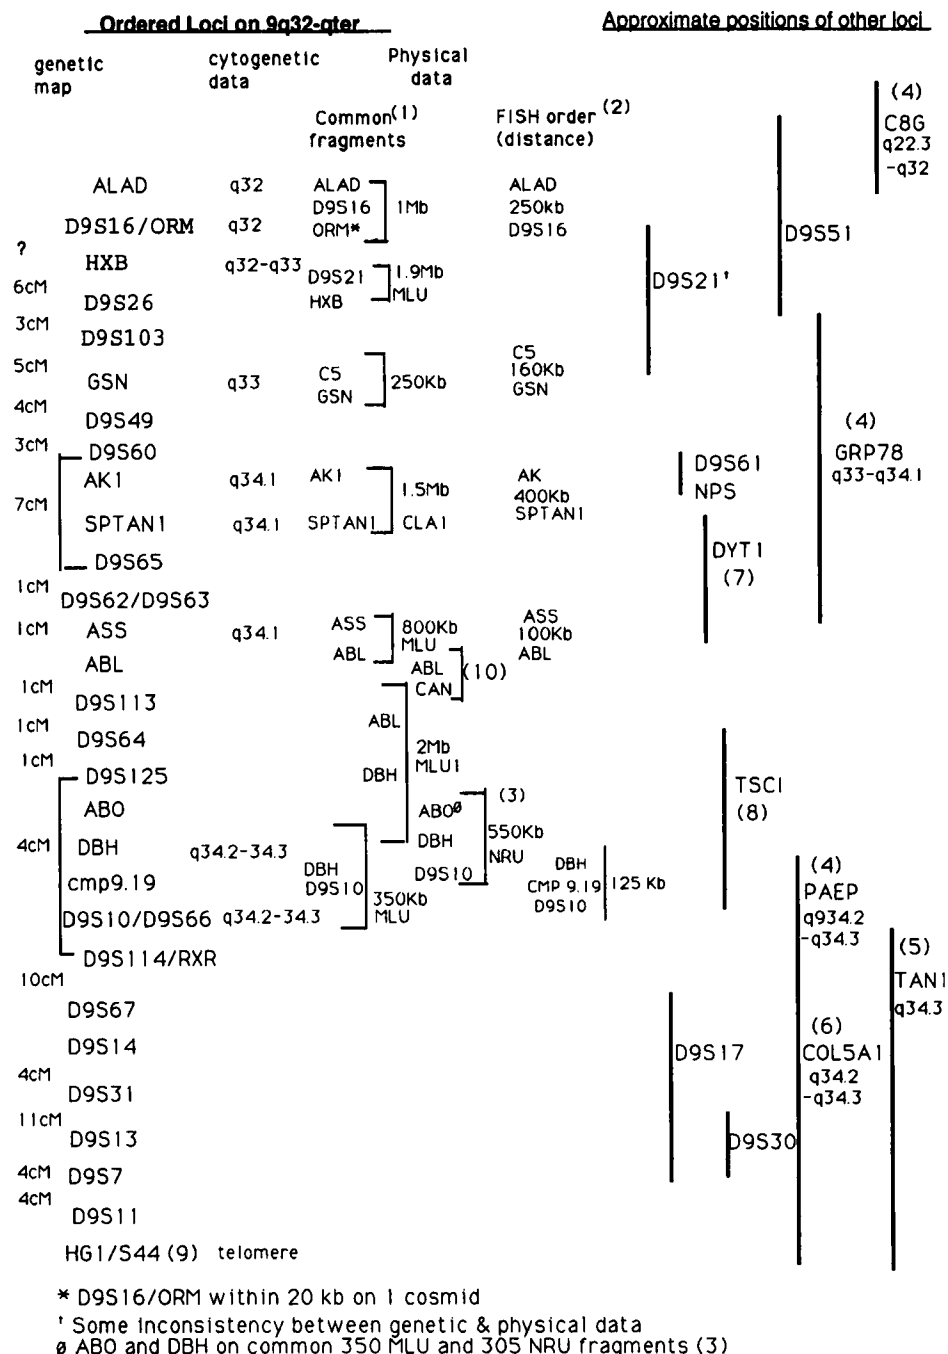 Ordered Loci on 9q32-qter
Approximate positions of other loci
genetic map
cytogenetic data
Physical data
Common (1) fragments
FISH order (2) (distance)
(4)
C8G
q22.3
-q32
ALAD q32 ALAD ALAD
D9S16 1Mb 250kb
D9S16/ORM q32 ORM* D9S16
D9S51
?
HXB q32-q33 D9S21 1.9Mb
D9S21†
6cM
D9S26 HXB MLU
3cM
D9S103
5cM
C5
GSN q33 C5 250Kb 160Kb
GSN GSN
4cM
D9S49
(4)
3cM
D9S60
D9S61
GRP78
q33-q34.1
AK1 q34.1 AK1 1.5Mb AK
NPS
7cM
400Kb
SPTAN1 q34.1 SPTAN1 CLA1 SPTAN1
D9S65
DYT1
(7)
1cM
D9S62/D9S63
1cM
ASS q34.1 ASS 800Kb ASS
MLU 100Kb
ABL ABL ABL
ABL (10)
CAN
1cM
D9S113
ABL
1cM
D9S64
2Mb
MLU1
1cM
D9S125 DBH
TSC1
(8)
ABO ABOø (3)
550Kb
4cM
DBH q34.2-34.3 DBH NRU
DBH D9S10 DBH
(4)
cmp9.19 D9S10 CMP 9.19 125 Kb
PAEP
350Kb D9S10
D9S10/D9S66 q34.2-34.3 MLU
q934.2
-q34.3
D9S114/RXR
(5)
10cM
TAN1
q34.3
D9S67
(6)
D9S14
D9S17
COL5A1
q34.2
-q34.3
4cM
D9S31
11cM
D9S13
D9S30
4cM
D9S7
4cM
D9S11
HG1/S44 (9) telomere
* D9S16/ORM within 20 kb on 1 cosmid
† Some inconsistency between genetic & physical data
ø ABO and DBH on common 350 MLU and 305 NRU fragments (3)